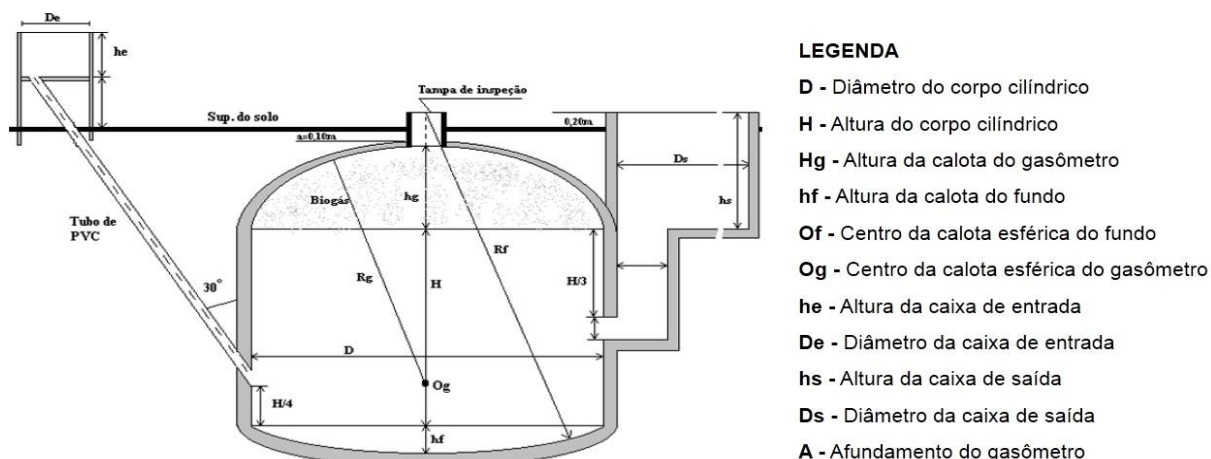 De
he
Tampa de inspeção
Sup. do solo
a=0,10m
0,20m
Ds
hs
hg
Biogás
Tubo de
PVC
Rf
Rg
H
H/3
30°
D
Og
H/4
hf
LEGENDA
D - Diâmetro do corpo cilíndrico
H - Altura do corpo cilíndrico
Hg - Altura da calota do gasômetro
hf - Altura da calota do fundo
Of - Centro da calota esférica do fundo
Og - Centro da calota esférica do gasômetro
he - Altura da caixa de entrada
De - Diâmetro da caixa de entrada
hs - Altura da caixa de saída
Ds - Diâmetro da caixa de saída
A - Afundamento do gasômetro